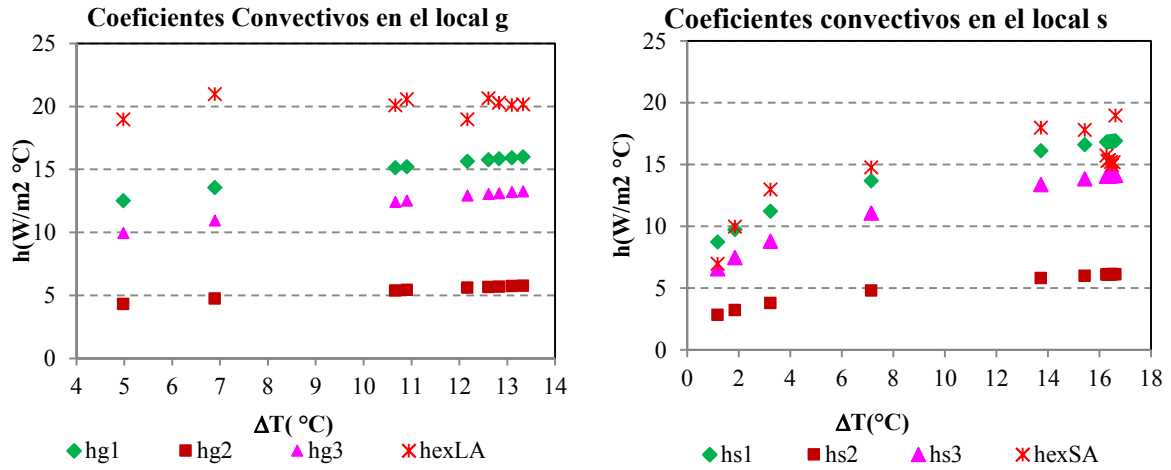 Coeficientes Convectivos en el local g
25
20
15
10
5
0
h(W/m2 °C)
4 5 6 7 8 9 10 11 12 13 14
ΔT( °C)
hg1 hg2 hg3 hexLA
Coeficientes convectivos en el local s
25
20
15
10
5
0
h(W/m2 °C)
0 2 4 6 8 10 12 14 16 18
ΔT(°C)
hs1 hs2 hs3 hexSA